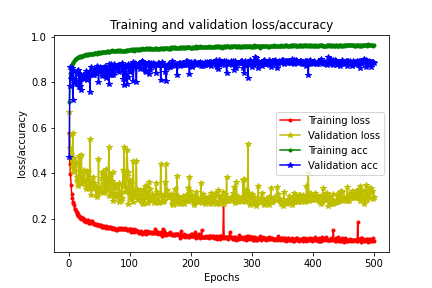 Training and validation loss/accuracy
1.0
0.8
0.6
0.4
0.2
loss/accuracy
Training loss
Validation loss
Training acc
Validation acc
0 100 200 300 400 500
Epochs